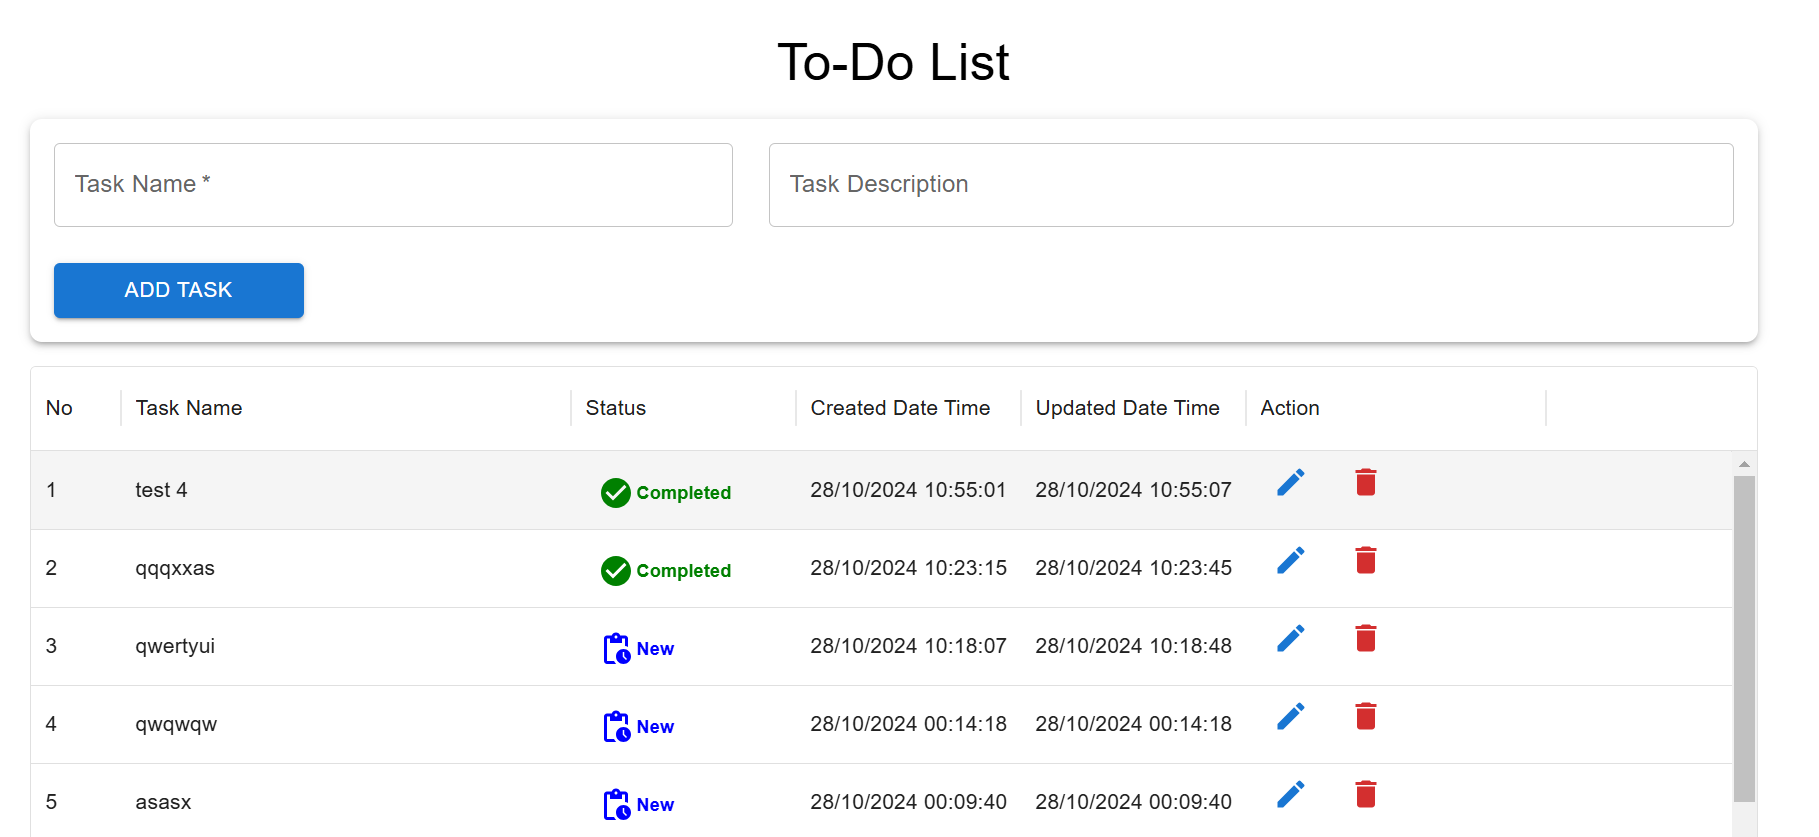 To-Do List
Task Name * Task Description
ADD TASK
No Task Name Status Created Date Time Updated Date Time Action
1 test 4 Completed 28/10/2024 10:55:01 28/10/2024 10:55:07
2 qqqxxas Completed 28/10/2024 10:23:15 28/10/2024 10:23:45
3 qwertyui New 28/10/2024 10:18:07 28/10/2024 10:18:48
4 qwqwqw New 28/10/2024 00:14:18 28/10/2024 00:14:18
5 asasx New 28/10/2024 00:09:40 28/10/2024 00:09:40